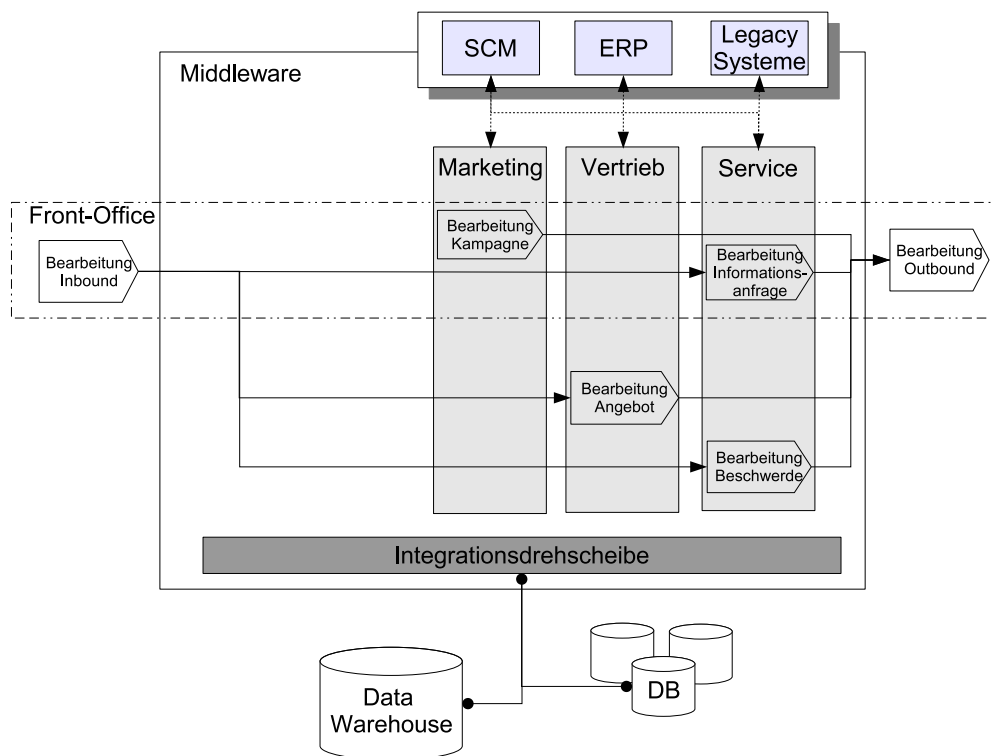 SCM
ERP
Legacy
Systeme
Middleware
Marketing
Vertrieb
Service
Front-Office
Bearbeitung
Inbound
Bearbeitung
Kampagne
Bearbeitung
Informations-
anfrage
Bearbeitung
Outbound
Bearbeitung
Angebot
Bearbeitung
Beschwerde
Integrationsdrehscheibe
Data
Warehouse
DB